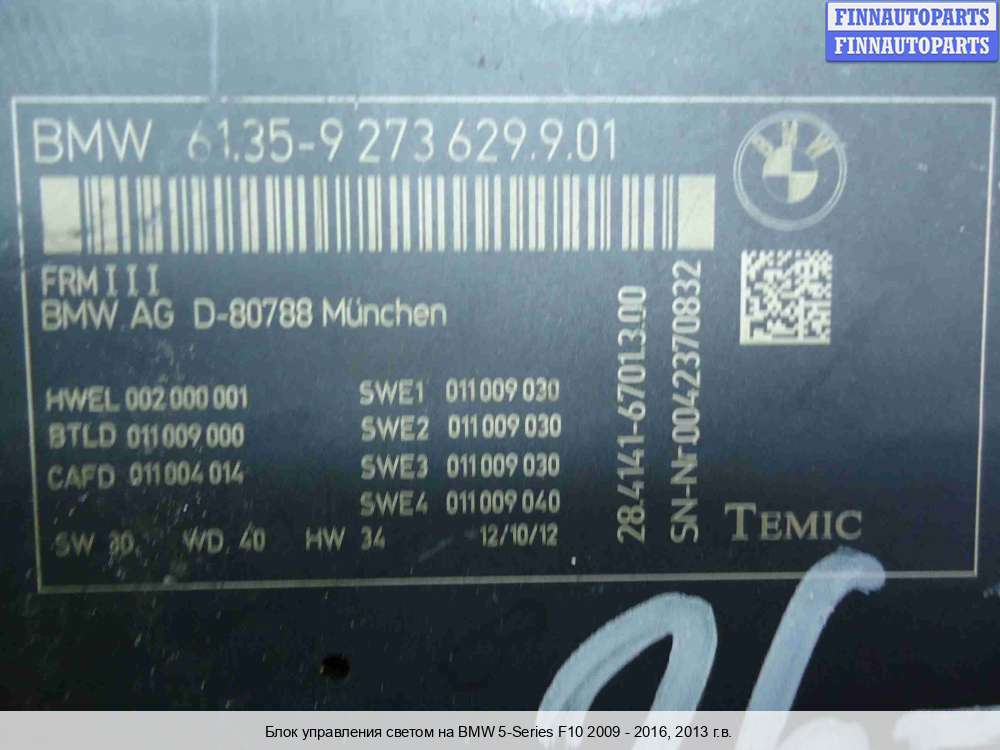 FINNAUTOPARTS
FINNAUTOPARTS
BMW 61.35-9 273 629.9.01
BMW
FRM III
BMW AG D-80788 München
HWEL 002 000 001
BTLD 011 009 000
CAFD 011 004 014
SWE1 011 009 030
SWE2 011 009 030
SWE3 011 009 030
SWE4 011 009 040
SW 30. WD. 40 HW 34 12/10/12
28.4141-6701.3.00
SN-Nr 0042370832
TEMIC
Блок управления светом на BMW 5-Series F10 2009 - 2016, 2013 г.в.